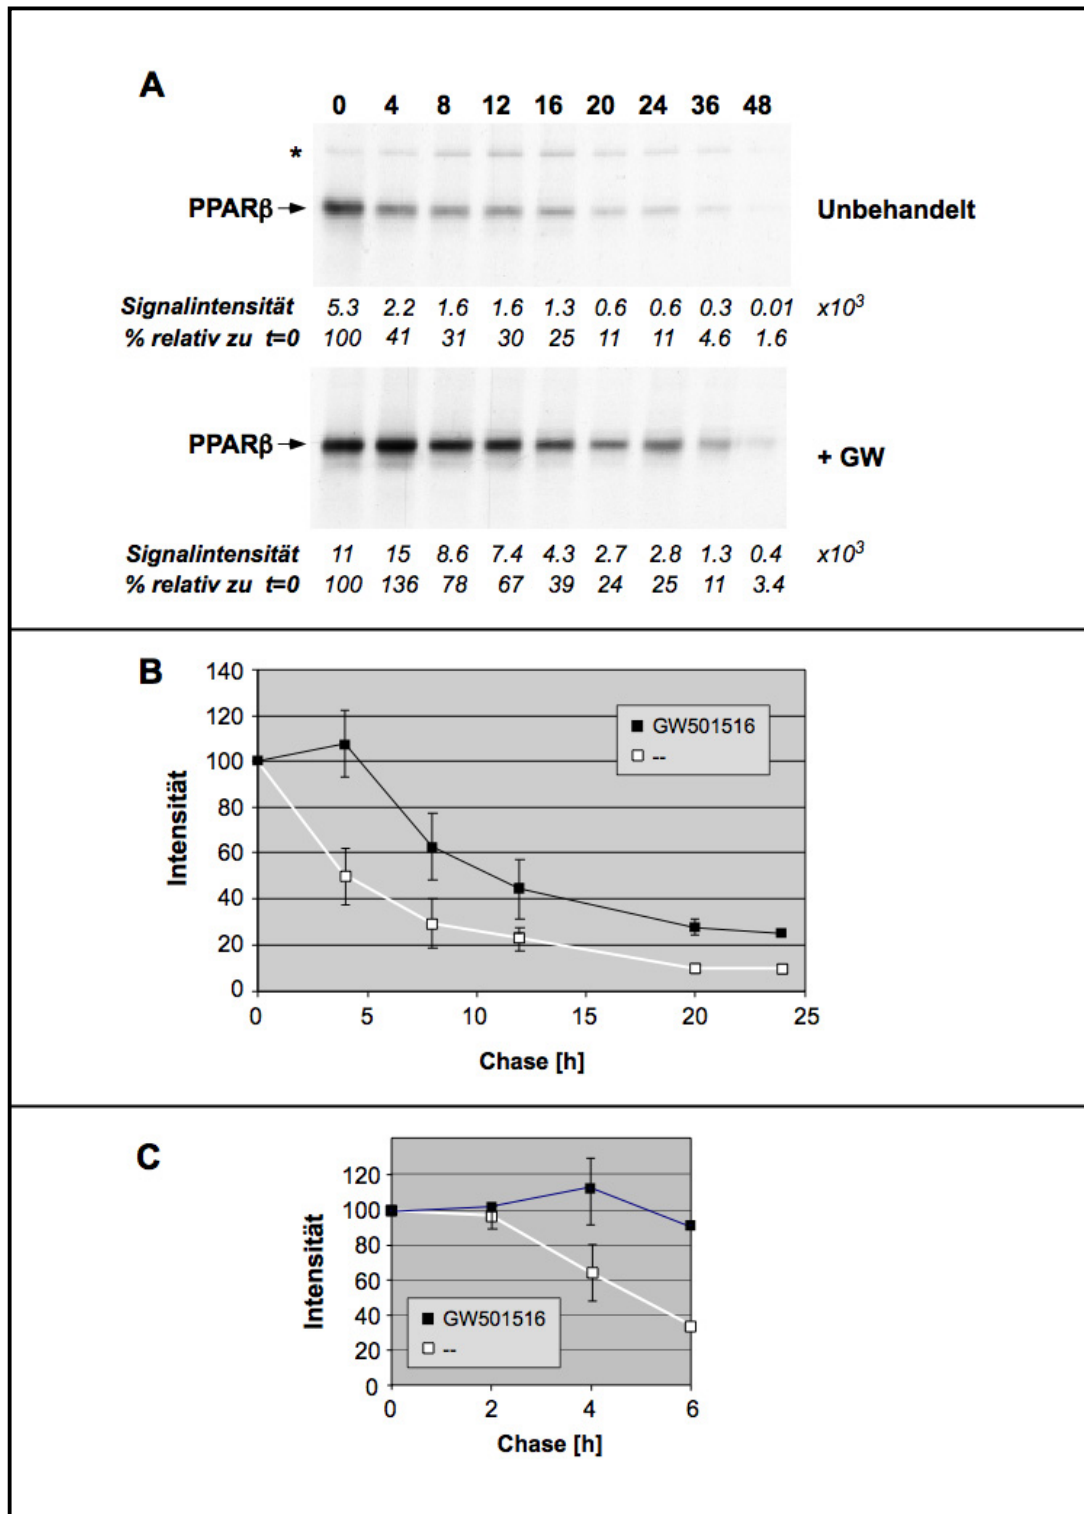 A
0 4 8 12 16 20 24 36 48
*
PPARβ
Unbehandelt
Signalintensität 5.3 2.2 1.6 1.6 1.3 0.6 0.6 0.3 0.01 x10³
% relativ zu t=0 100 41 31 30 25 11 11 4.6 1.6
PPARβ
+ GW
Signalintensität 11 15 8.6 7.4 4.3 2.7 2.8 1.3 0.4 x10³
% relativ zu t=0 100 136 78 67 39 24 25 11 3.4
B
140
120
100
80
60
40
20
0
Intensität
GW501516
--
0 5 10 15 20 25
Chase [h]
C
120
100
80
60
40
20
0
Intensität
GW501516
--
0 2 4 6
Chase [h]